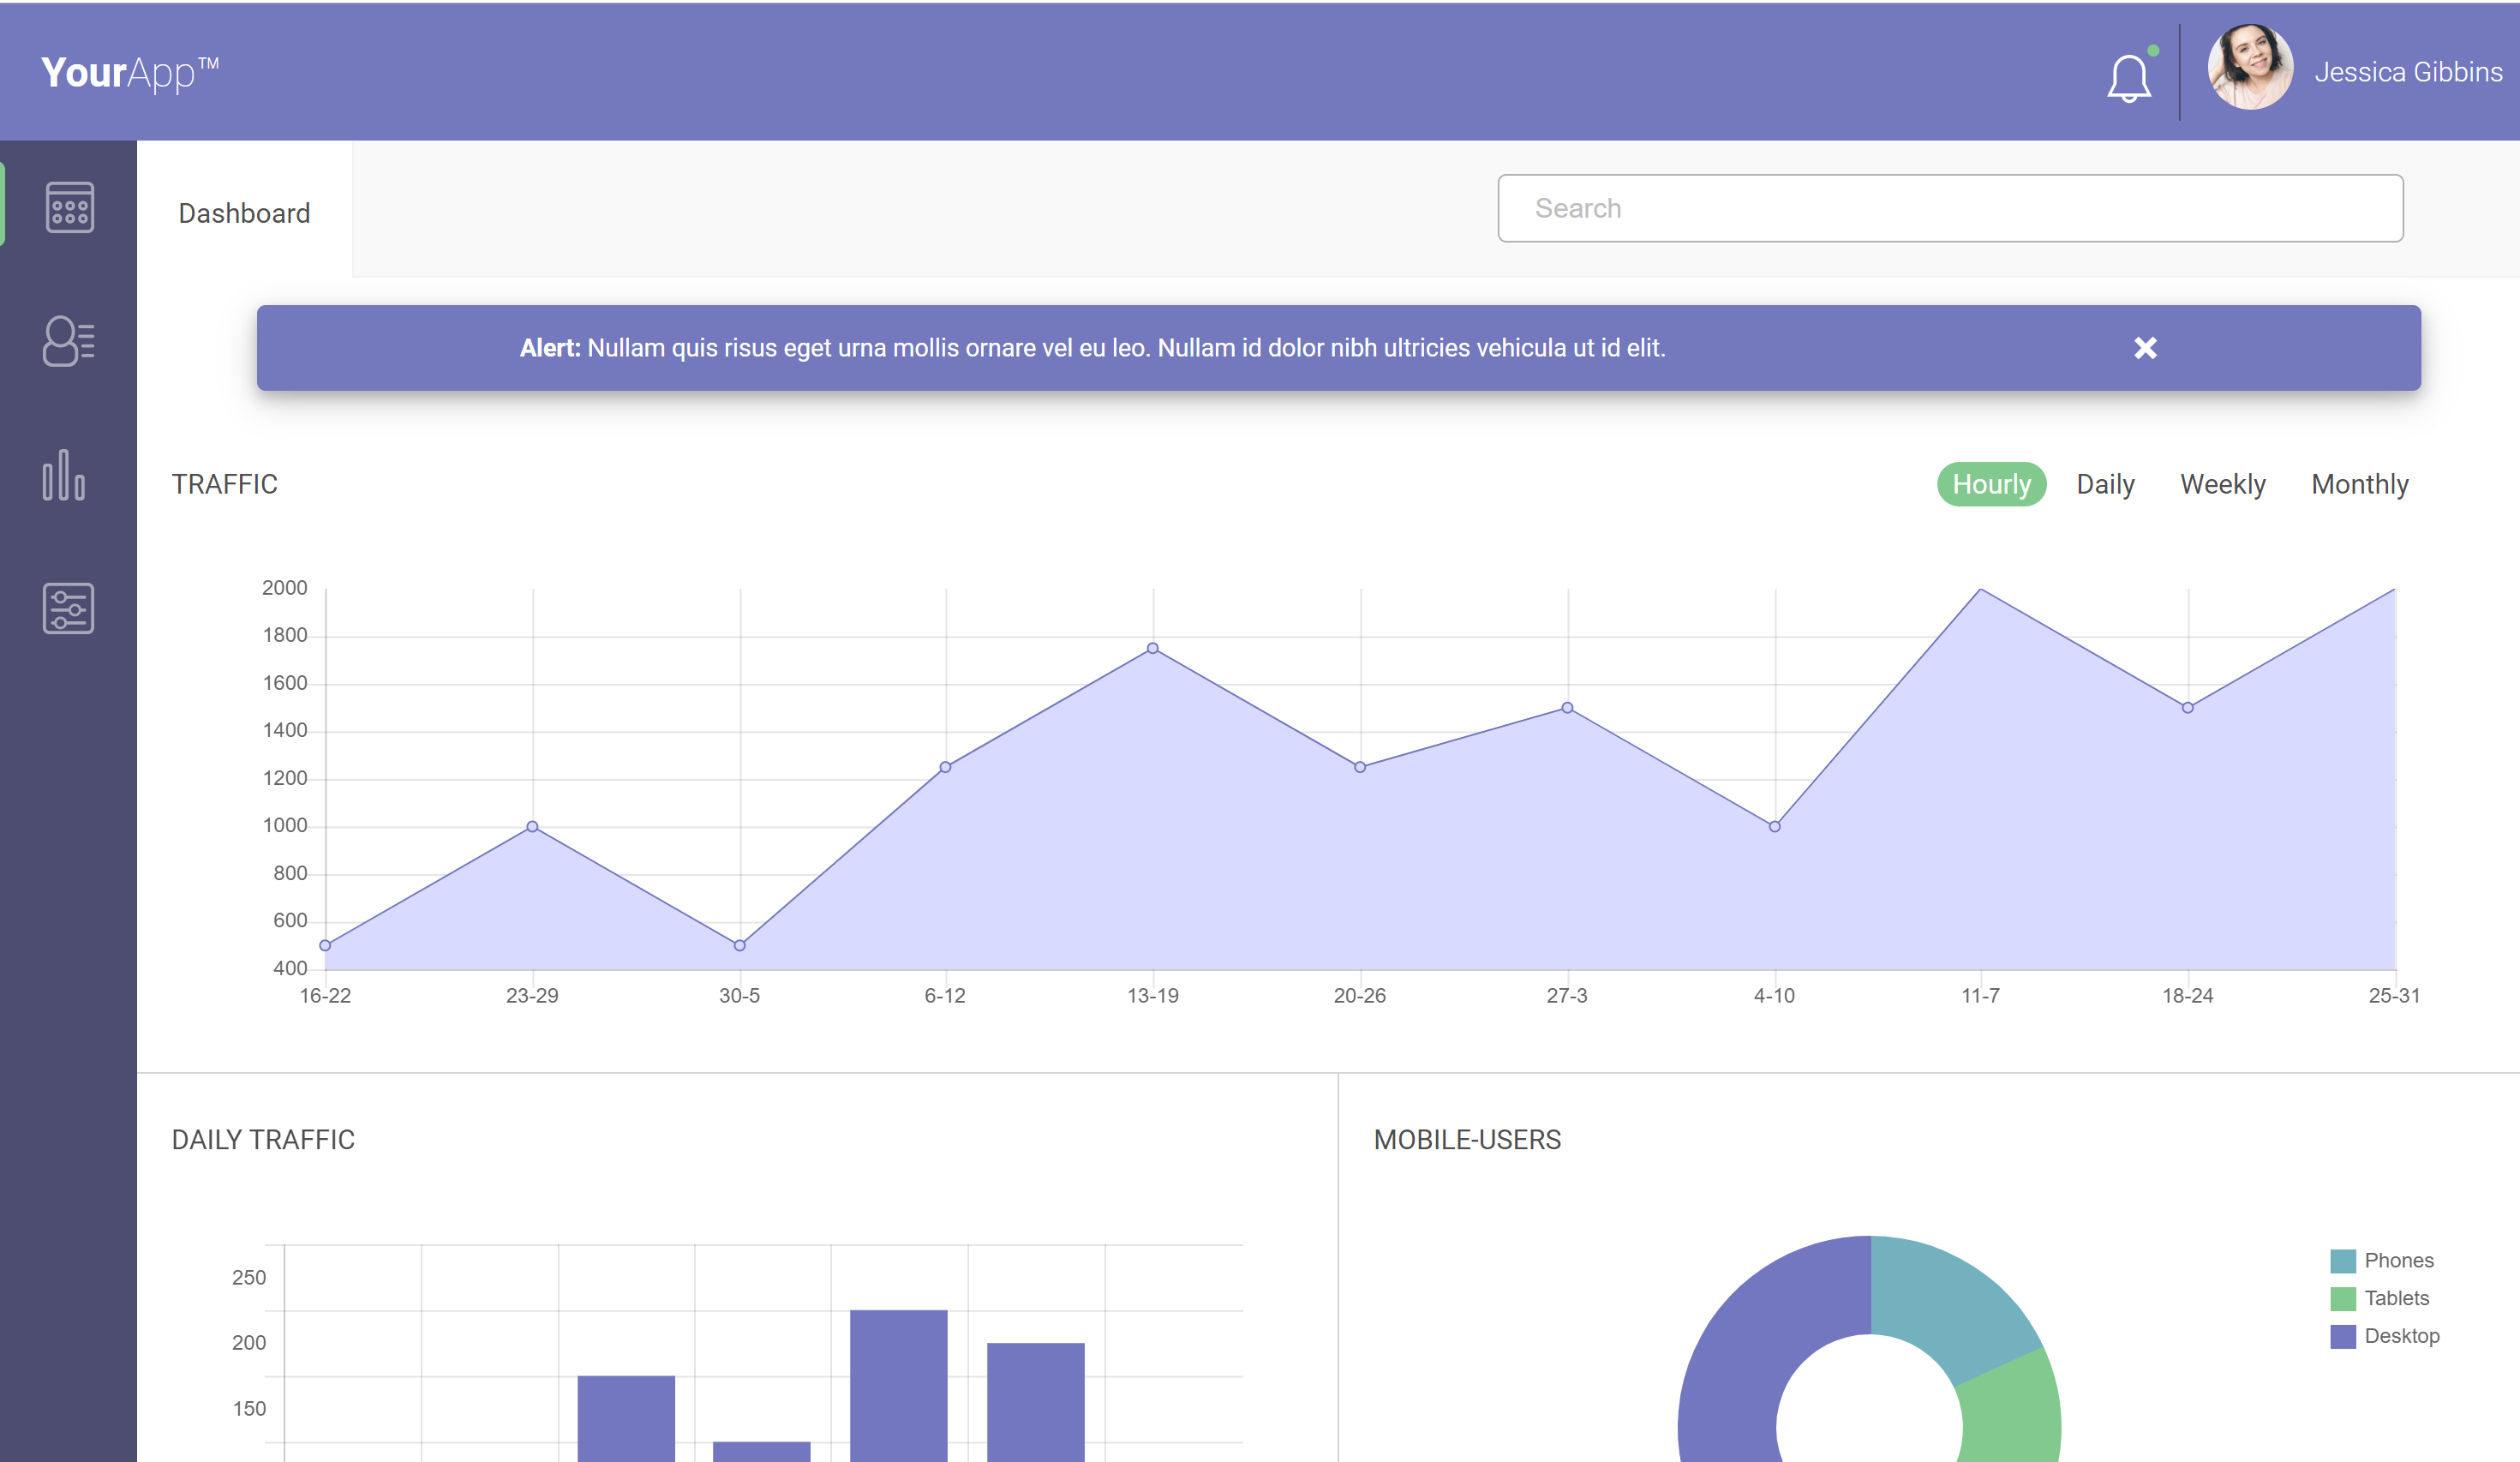 YourApp™
Jessica Gibbins
Dashboard
Search
Alert: Nullam quis risus eget urna mollis ornare vel eu leo. Nullam id dolor nibh ultricies vehicula ut id elit.
TRAFFIC
Hourly Daily Weekly Monthly
2000
1800
1600
1400
1200
1000
800
600
400
16-22 23-29 30-5 6-12 13-19 20-26 27-3 4-10 11-7 18-24 25-31
DAILY TRAFFIC
250
200
150
MOBILE-USERS
Phones
Tablets
Desktop